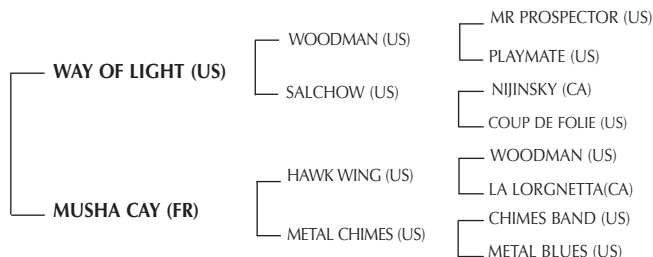 MR PROSPECTOR (US)
WOODMAN (US)
PLAYMATE (US)
WAY OF LIGHT (US)
NIJINSKY (CA)
SALCHOW (US)
COUP DE FOLIE (US)
WOODMAN (US)
HAWK WING (US)
LA LORGNETTA(CA)
MUSHA CAY (FR)
CHIMES BAND (US)
METAL CHIMES (US)
METAL BLUES (US)